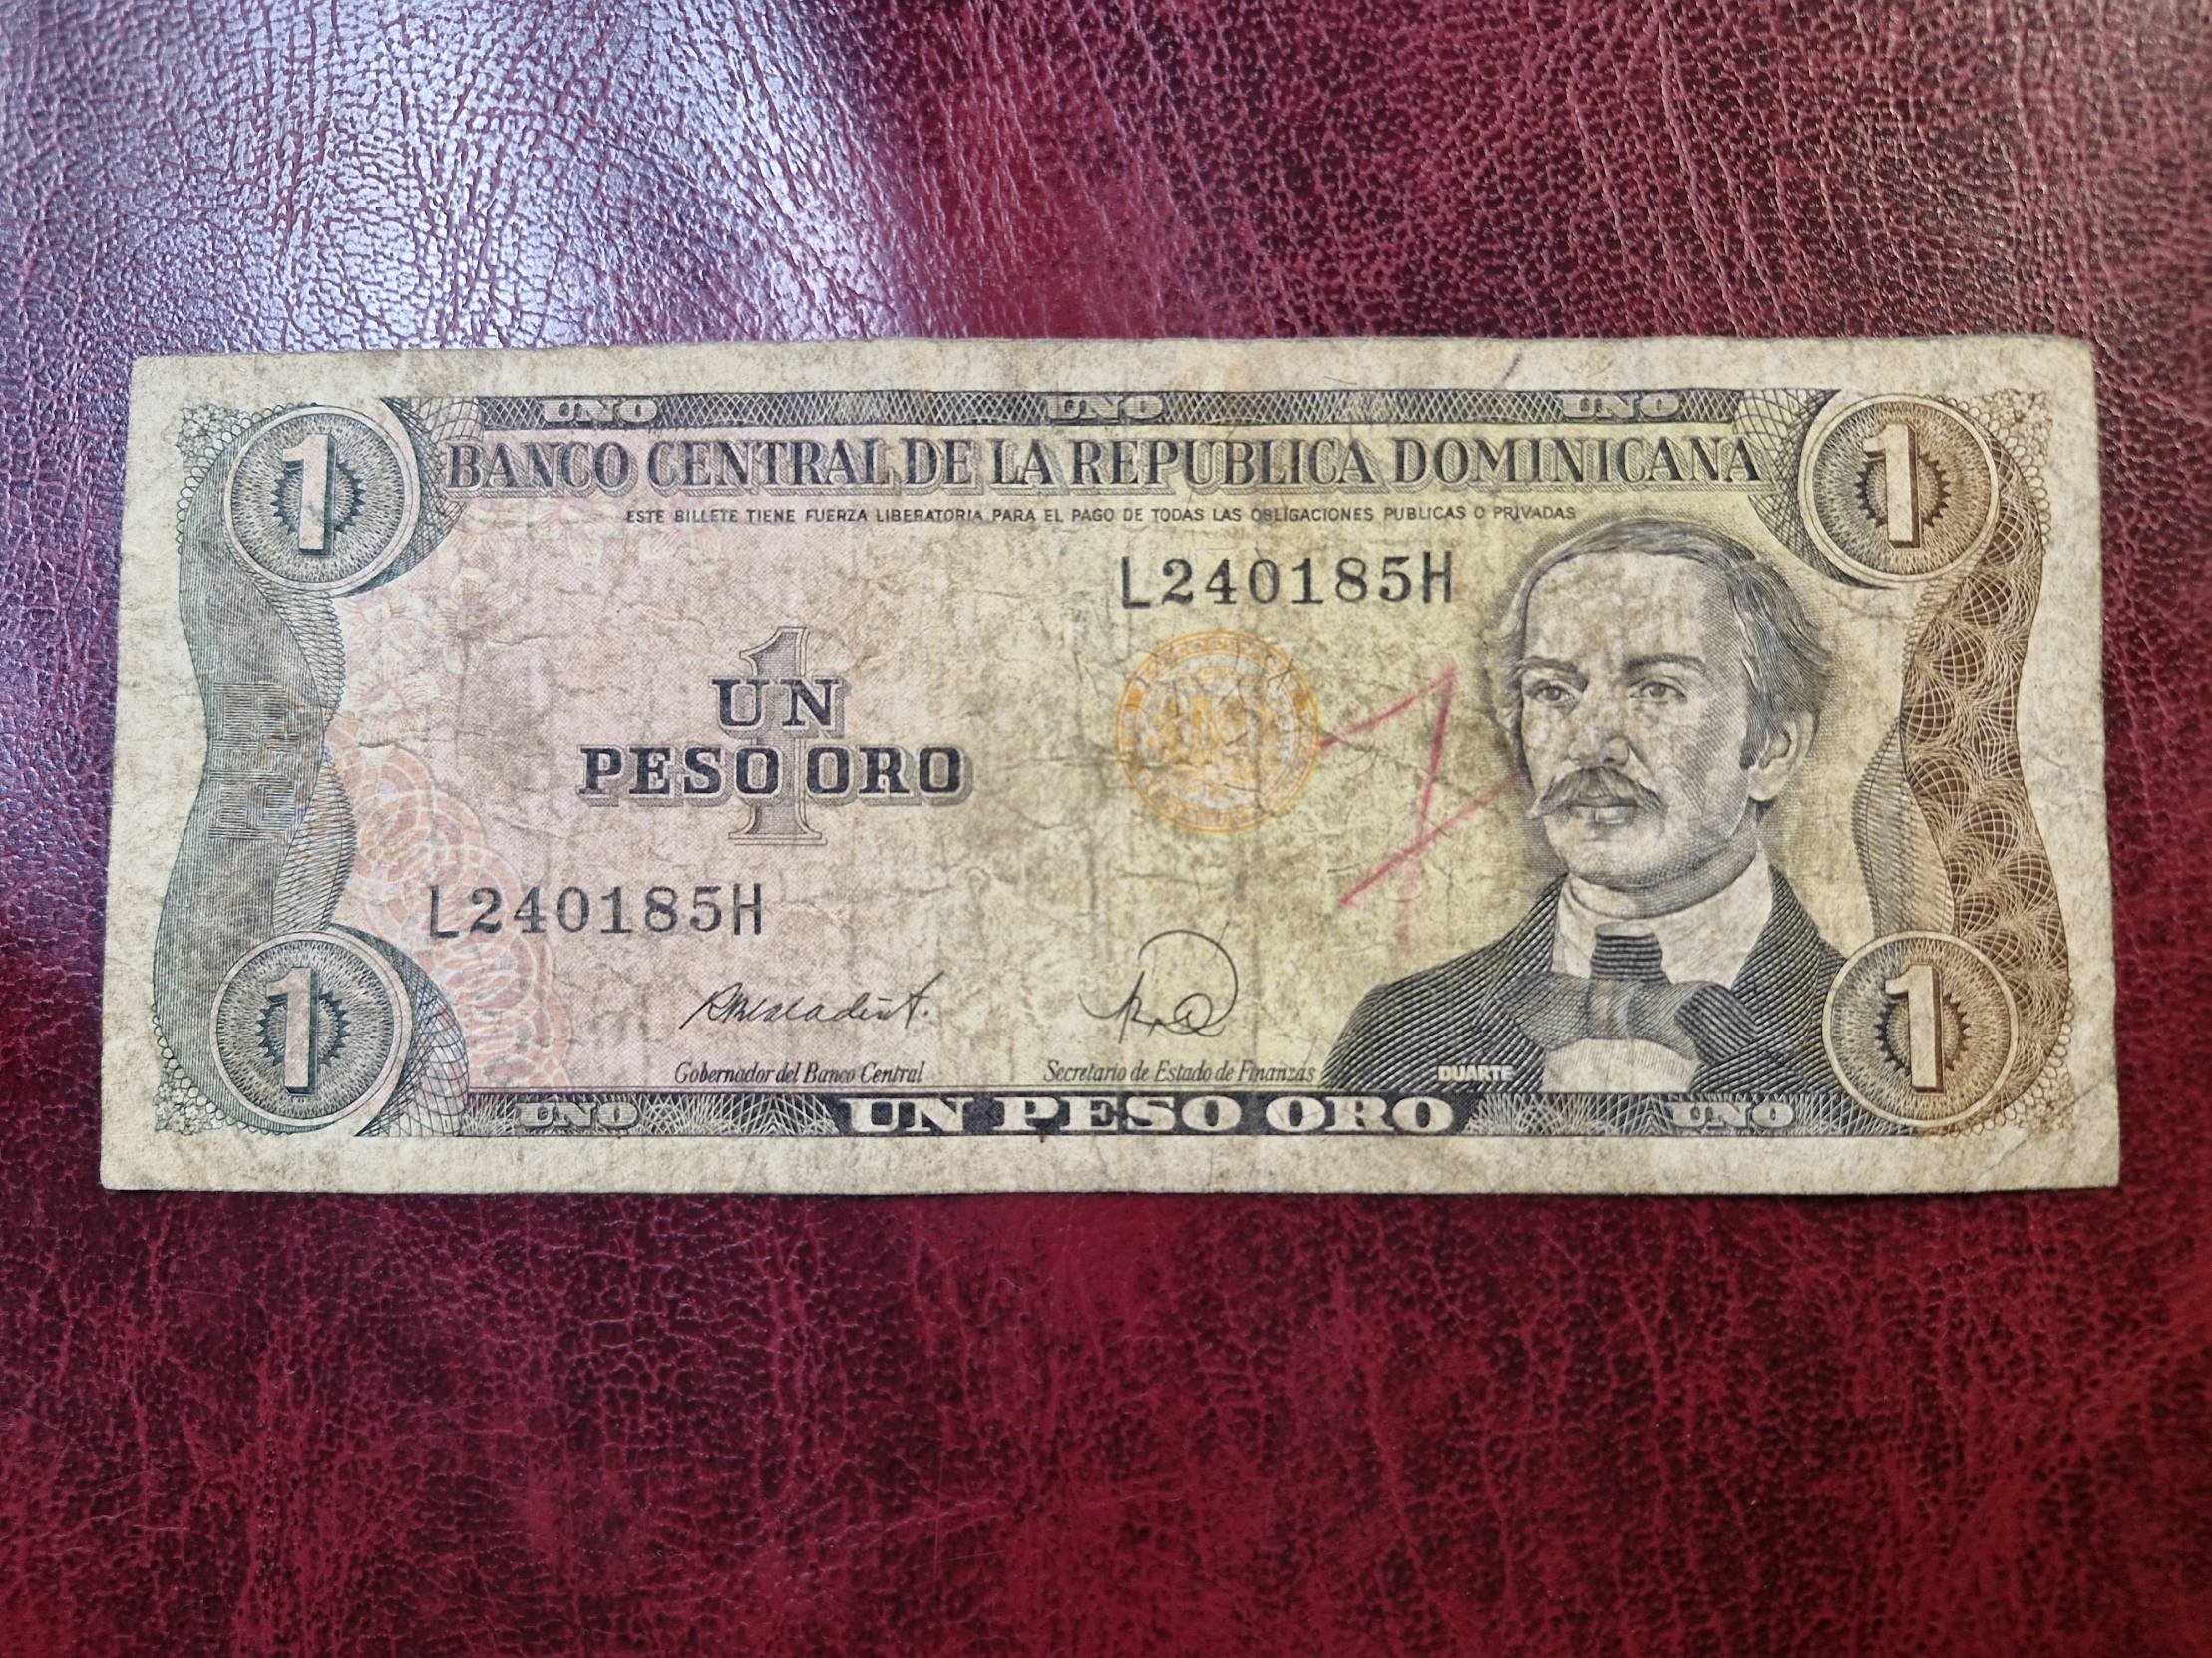 UNO UNO UNO
1 BANCO CENTRAL DE LA REPUBLICA DOMINICANA 1
ESTE BILLETE TIENE FUERZA LIBERATORIA PARA EL PAGO DE TODAS LAS OBLIGACIONES PUBLICAS O PRIVADAS
L240185H
1
UN
PESO ORO
L240185H
1 1
Gobernador del Banco Central Secretario de Estado de Finanzas DUARTE
UNO UN PESO ORO UNO